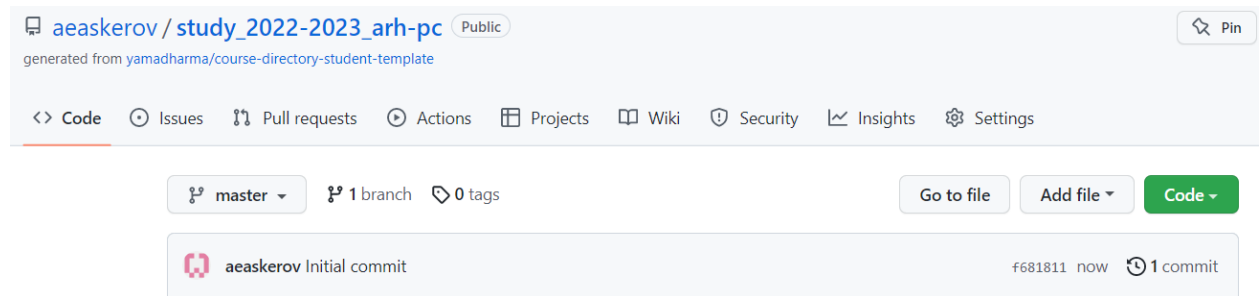 aeaskerov / study_2022-2023_arh-pc Public Pin
generated from yamadharma/course-directory-student-template
Code Issues Pull requests Actions Projects Wiki Security Insights Settings
master 1 branch 0 tags Go to file Add file Code
aeaskerov Initial commit f681811 now 1 commit